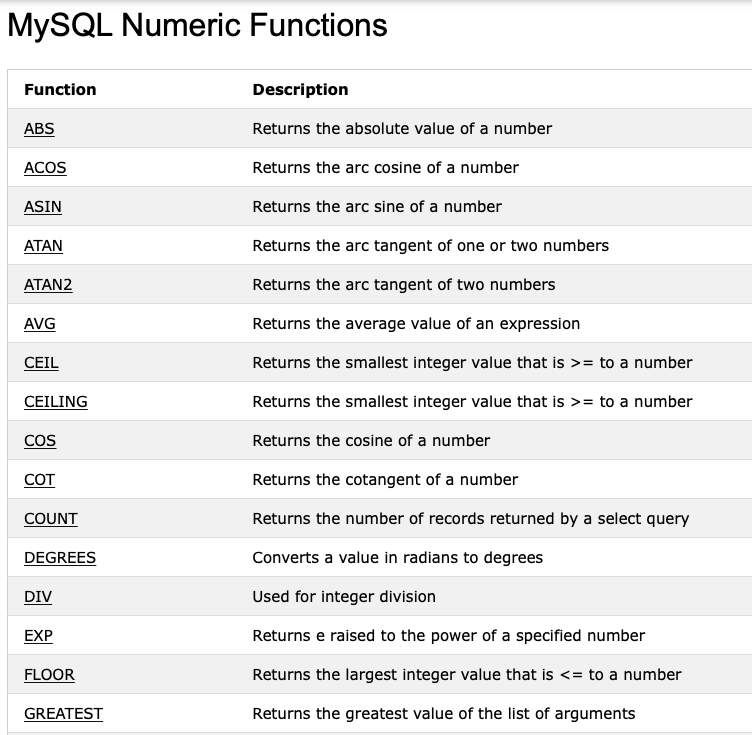 MySQL Numeric Functions
Function Description
ABS Returns the absolute value of a number
ACOS Returns the arc cosine of a number
ASIN Returns the arc sine of a number
ATAN Returns the arc tangent of one or two numbers
ATAN2 Returns the arc tangent of two numbers
AVG Returns the average value of an expression
CEIL Returns the smallest integer value that is >= to a number
CEILING Returns the smallest integer value that is >= to a number
COS Returns the cosine of a number
COT Returns the cotangent of a number
COUNT Returns the number of records returned by a select query
DEGREES Converts a value in radians to degrees
DIV Used for integer division
EXP Returns e raised to the power of a specified number
FLOOR Returns the largest integer value that is <= to a number
GREATEST Returns the greatest value of the list of arguments